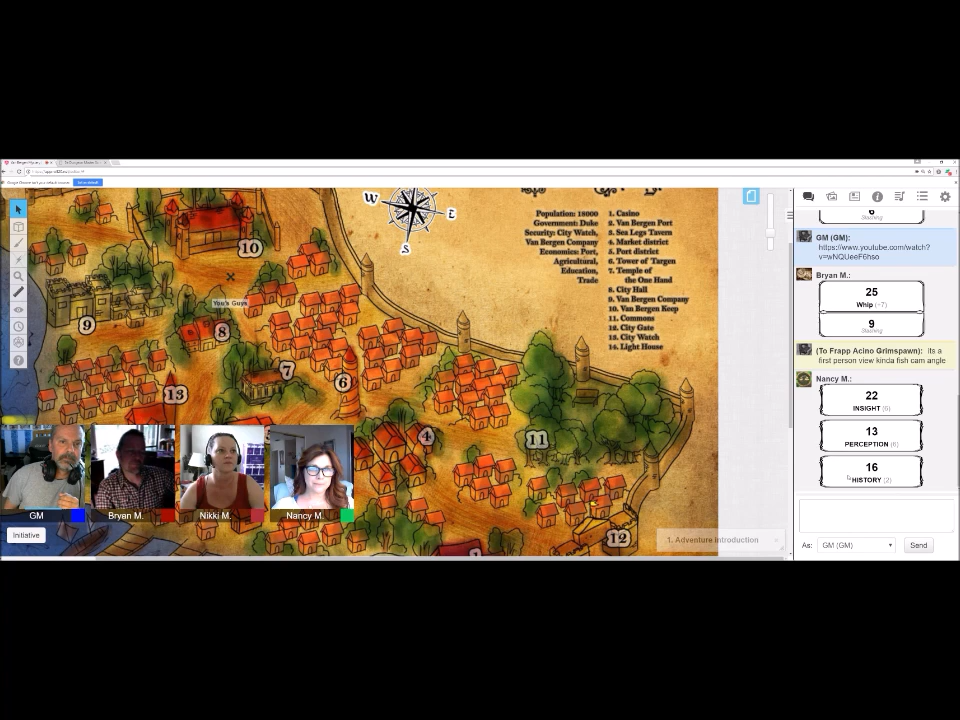 Initiative
You's Guys
W
E
S
10
9
8
7
6
13
4
11
12
GM
Bryan M.
Nikki M.
Nancy M.
Population: 18000
Government: Duke
Security: City Watch,
Van Bergen Company
Economics: Port,
Agricultural,
Education,
Trade
1. Casino
2. Van Bergen Port
3. Sea Legs Tavern
4. Market district
5. Port district
6. Tower of Targen
7. Temple of
the One Hand
8. City Hall
9. Van Bergen Company
10. Van Bergen Keep
11. Commons
12. City Gate
13. City Watch
14. Light House
1. Adventure Introduction
6
Slashing
GM (GM):
https://www.youtube.com/watch?
v=wNQUeeF6hso
Bryan M.:
25
Whip (+7)
9
Slashing
(To Frapp Acino Grimspawn): its a
first person view kinda fish cam angle
Nancy M.:
22
INSIGHT (6)
13
PERCEPTION (6)
16
HISTORY (2)
As: GM (GM) Send